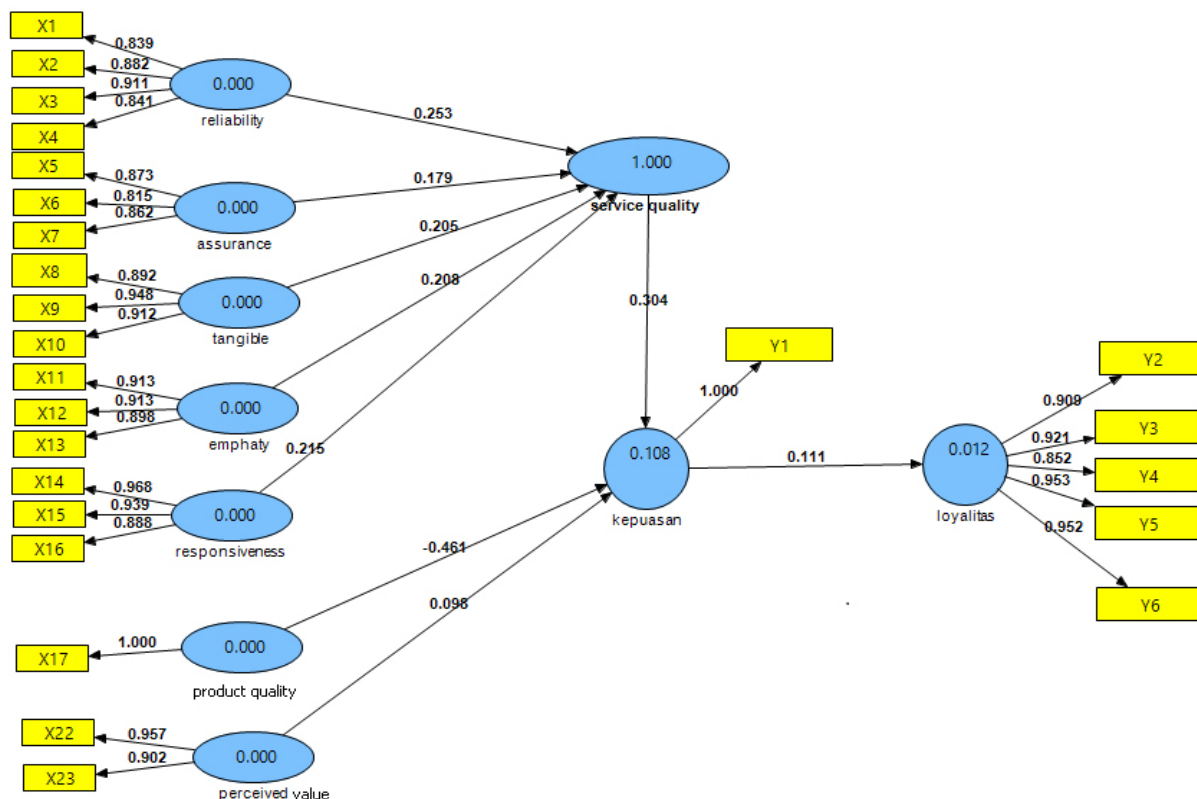 X1
0.839
X2
0.882
X3
0.911
X4
0.841
0.000
reliability
0.253
X5
0.873
X6
0.815
X7
0.862
0.000
assurance
0.179
1.000
service quality
X8
0.892
X9
0.948
X10
0.912
0.000
tangible
0.205
X11
0.913
X12
0.913
X13
0.898
0.000
emphaty
0.208
X14
0.968
X15
0.939
X16
0.888
0.000
responsiveness
0.215
0.304
Y1
1.000
0.108
kepuasan
0.111
0.012
loyalitas
Y2
0.909
Y3
0.921
Y4
0.852
Y5
0.953
Y6
0.952
-0.461
0.098
X17
1.000
0.000
product quality
X22
0.957
X23
0.902
0.000
perceived value